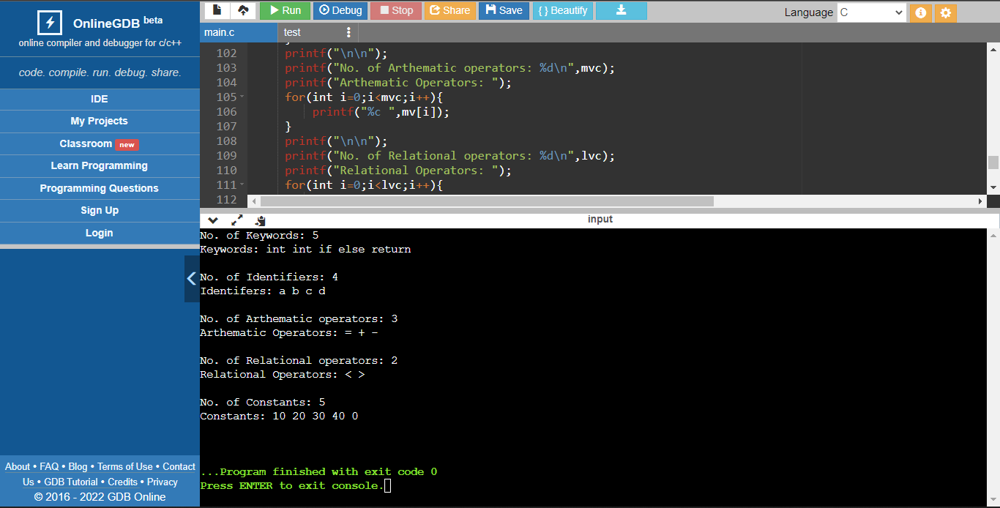 OnlineGDB beta
online compiler and debugger for c/c++
code. compile. run. debug. share.
IDE
My Projects
Classroom new
Learn Programming
Programming Questions
Sign Up
Login
About • FAQ • Blog • Terms of Use • Contact
Us • GDB Tutorial • Credits • Privacy
© 2016 - 2022 GDB Online
Run Debug Stop Share Save { } Beautify Language C
main.c test
102 printf("\n\n");
103 printf("No. of Arthematic operators: %d\n",mvc);
104 printf("Arthematic Operators: ");
105 for(int i=0;i<mvc;i++){
106 printf("%c ",mv[i]);
107 }
108 printf("\n\n");
109 printf("No. of Relational operators: %d\n",lvc);
110 printf("Relational Operators: ");
111 for(int i=0;i<lvc;i++){
112
input
No. of Keywords: 5
Keywords: int int if else return
No. of Identifiers: 4
Identifers: a b c d
No. of Arthematic operators: 3
Arthematic Operators: = + -
No. of Relational operators: 2
Relational Operators: < >
No. of Constants: 5
Constants: 10 20 30 40 0
...Program finished with exit code 0
Press ENTER to exit console.